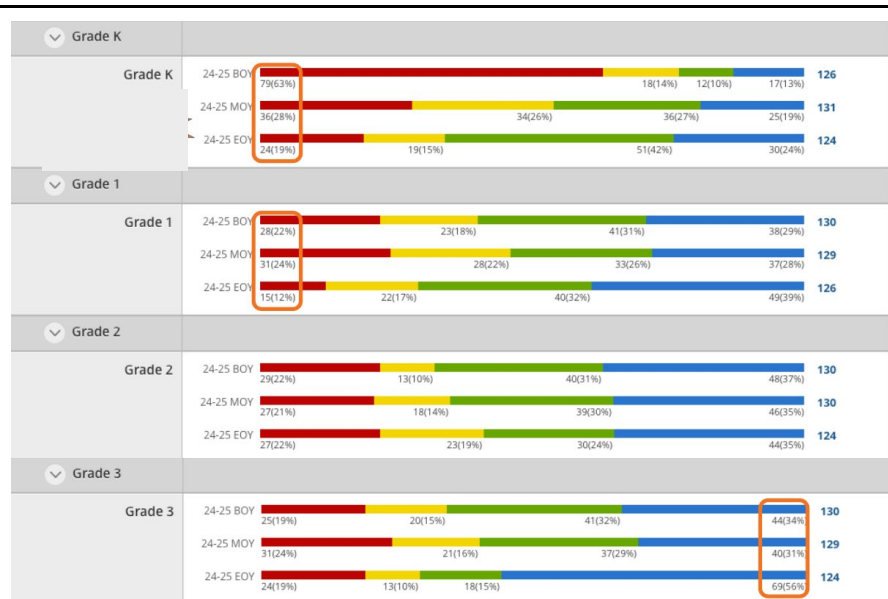 Grade K
Grade K
24-25 BOY
79(63%) 18(14%) 12(10%) 17(13%) 126
24-25 MOY
36(28%) 34(26%) 36(27%) 25(19%) 131
24-25 EOY
24(19%) 19(15%) 51(42%) 30(24%) 124
Grade 1
Grade 1
24-25 BOY
28(22%) 23(18%) 41(31%) 38(29%) 130
24-25 MOY
31(24%) 28(22%) 33(26%) 37(28%) 129
24-25 EOY
15(12%) 22(17%) 40(32%) 49(39%) 126
Grade 2
Grade 2
24-25 BOY
29(22%) 13(10%) 40(31%) 48(37%) 130
24-25 MOY
27(21%) 18(14%) 39(30%) 46(35%) 130
24-25 EOY
27(22%) 23(19%) 30(24%) 44(35%) 124
Grade 3
Grade 3
24-25 BOY
25(19%) 20(15%) 41(32%) 44(34%) 130
24-25 MOY
31(24%) 21(16%) 37(29%) 40(31%) 129
24-25 EOY
24(19%) 13(10%) 18(15%) 69(56%) 124